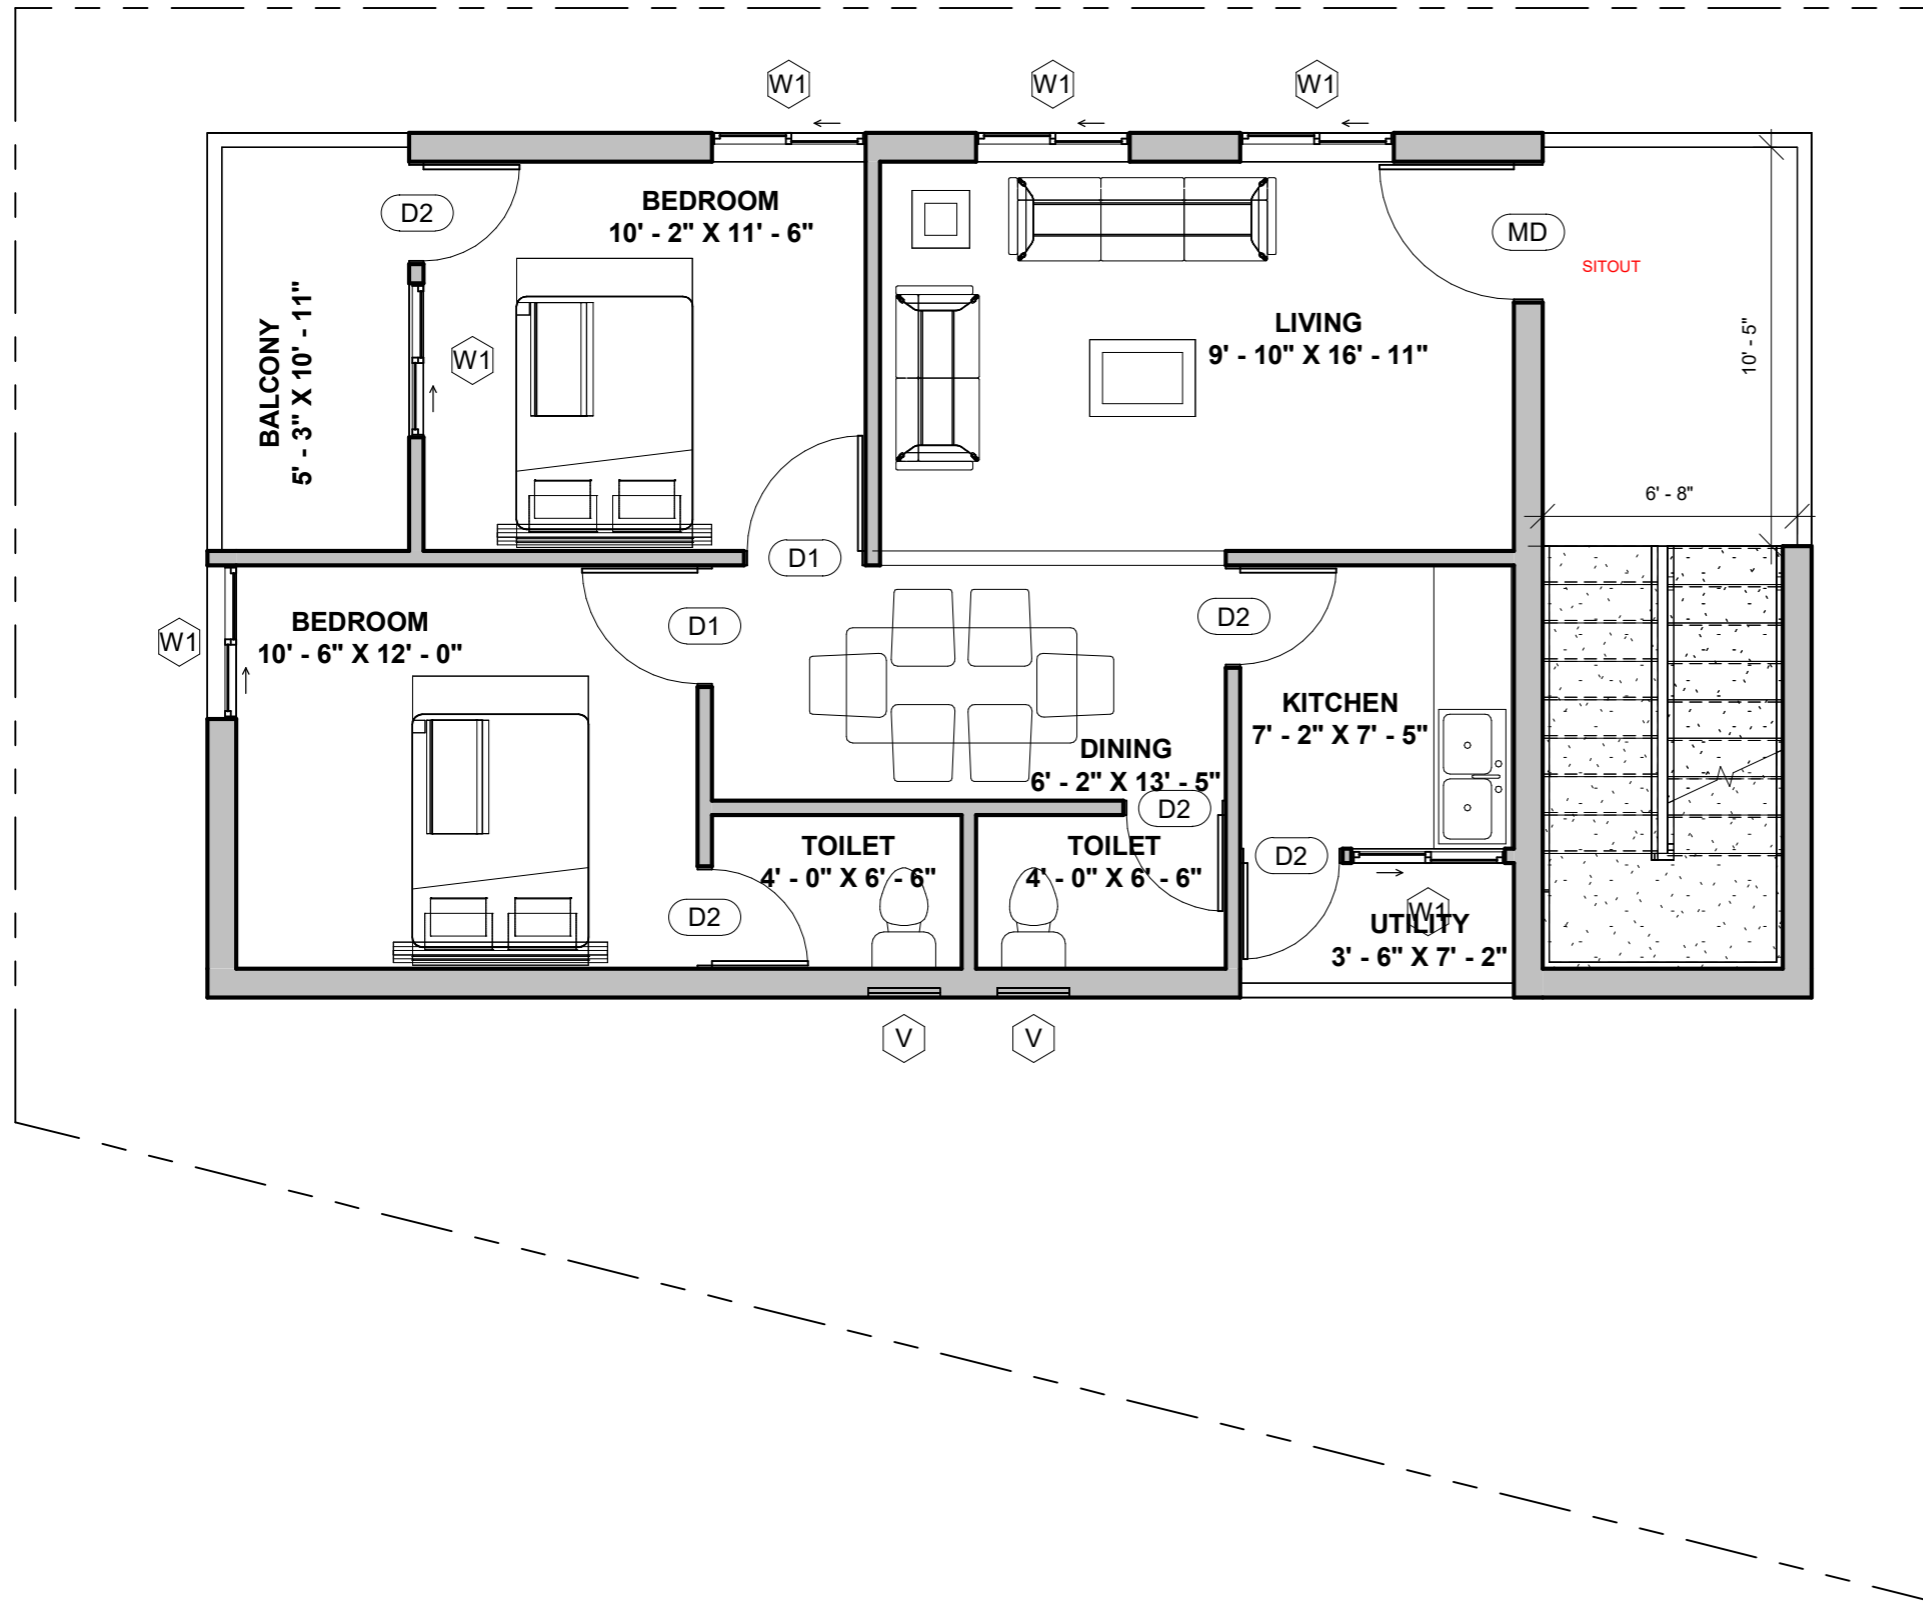 W1
W1
W1
D2
BEDROOM
10' - 2" X 11' - 6"
MD
SITOUT
BALCONY
5' - 3" X 10' - 11"
W1
LIVING
9' - 10" X 16' - 11"
10' - 5"
6' - 8"
D1
W1
BEDROOM
10' - 6" X 12' - 0"
D1
D2
KITCHEN
7' - 2" X 7' - 5"
DINING
6' - 2" X 13' - 5"
D2
TOILET
4' - 0" X 6' - 6"
TOILET
4' - 0" X 6' - 6"
D2
D2
W1
UTILITY
3' - 6" X 7' - 2"
V
V